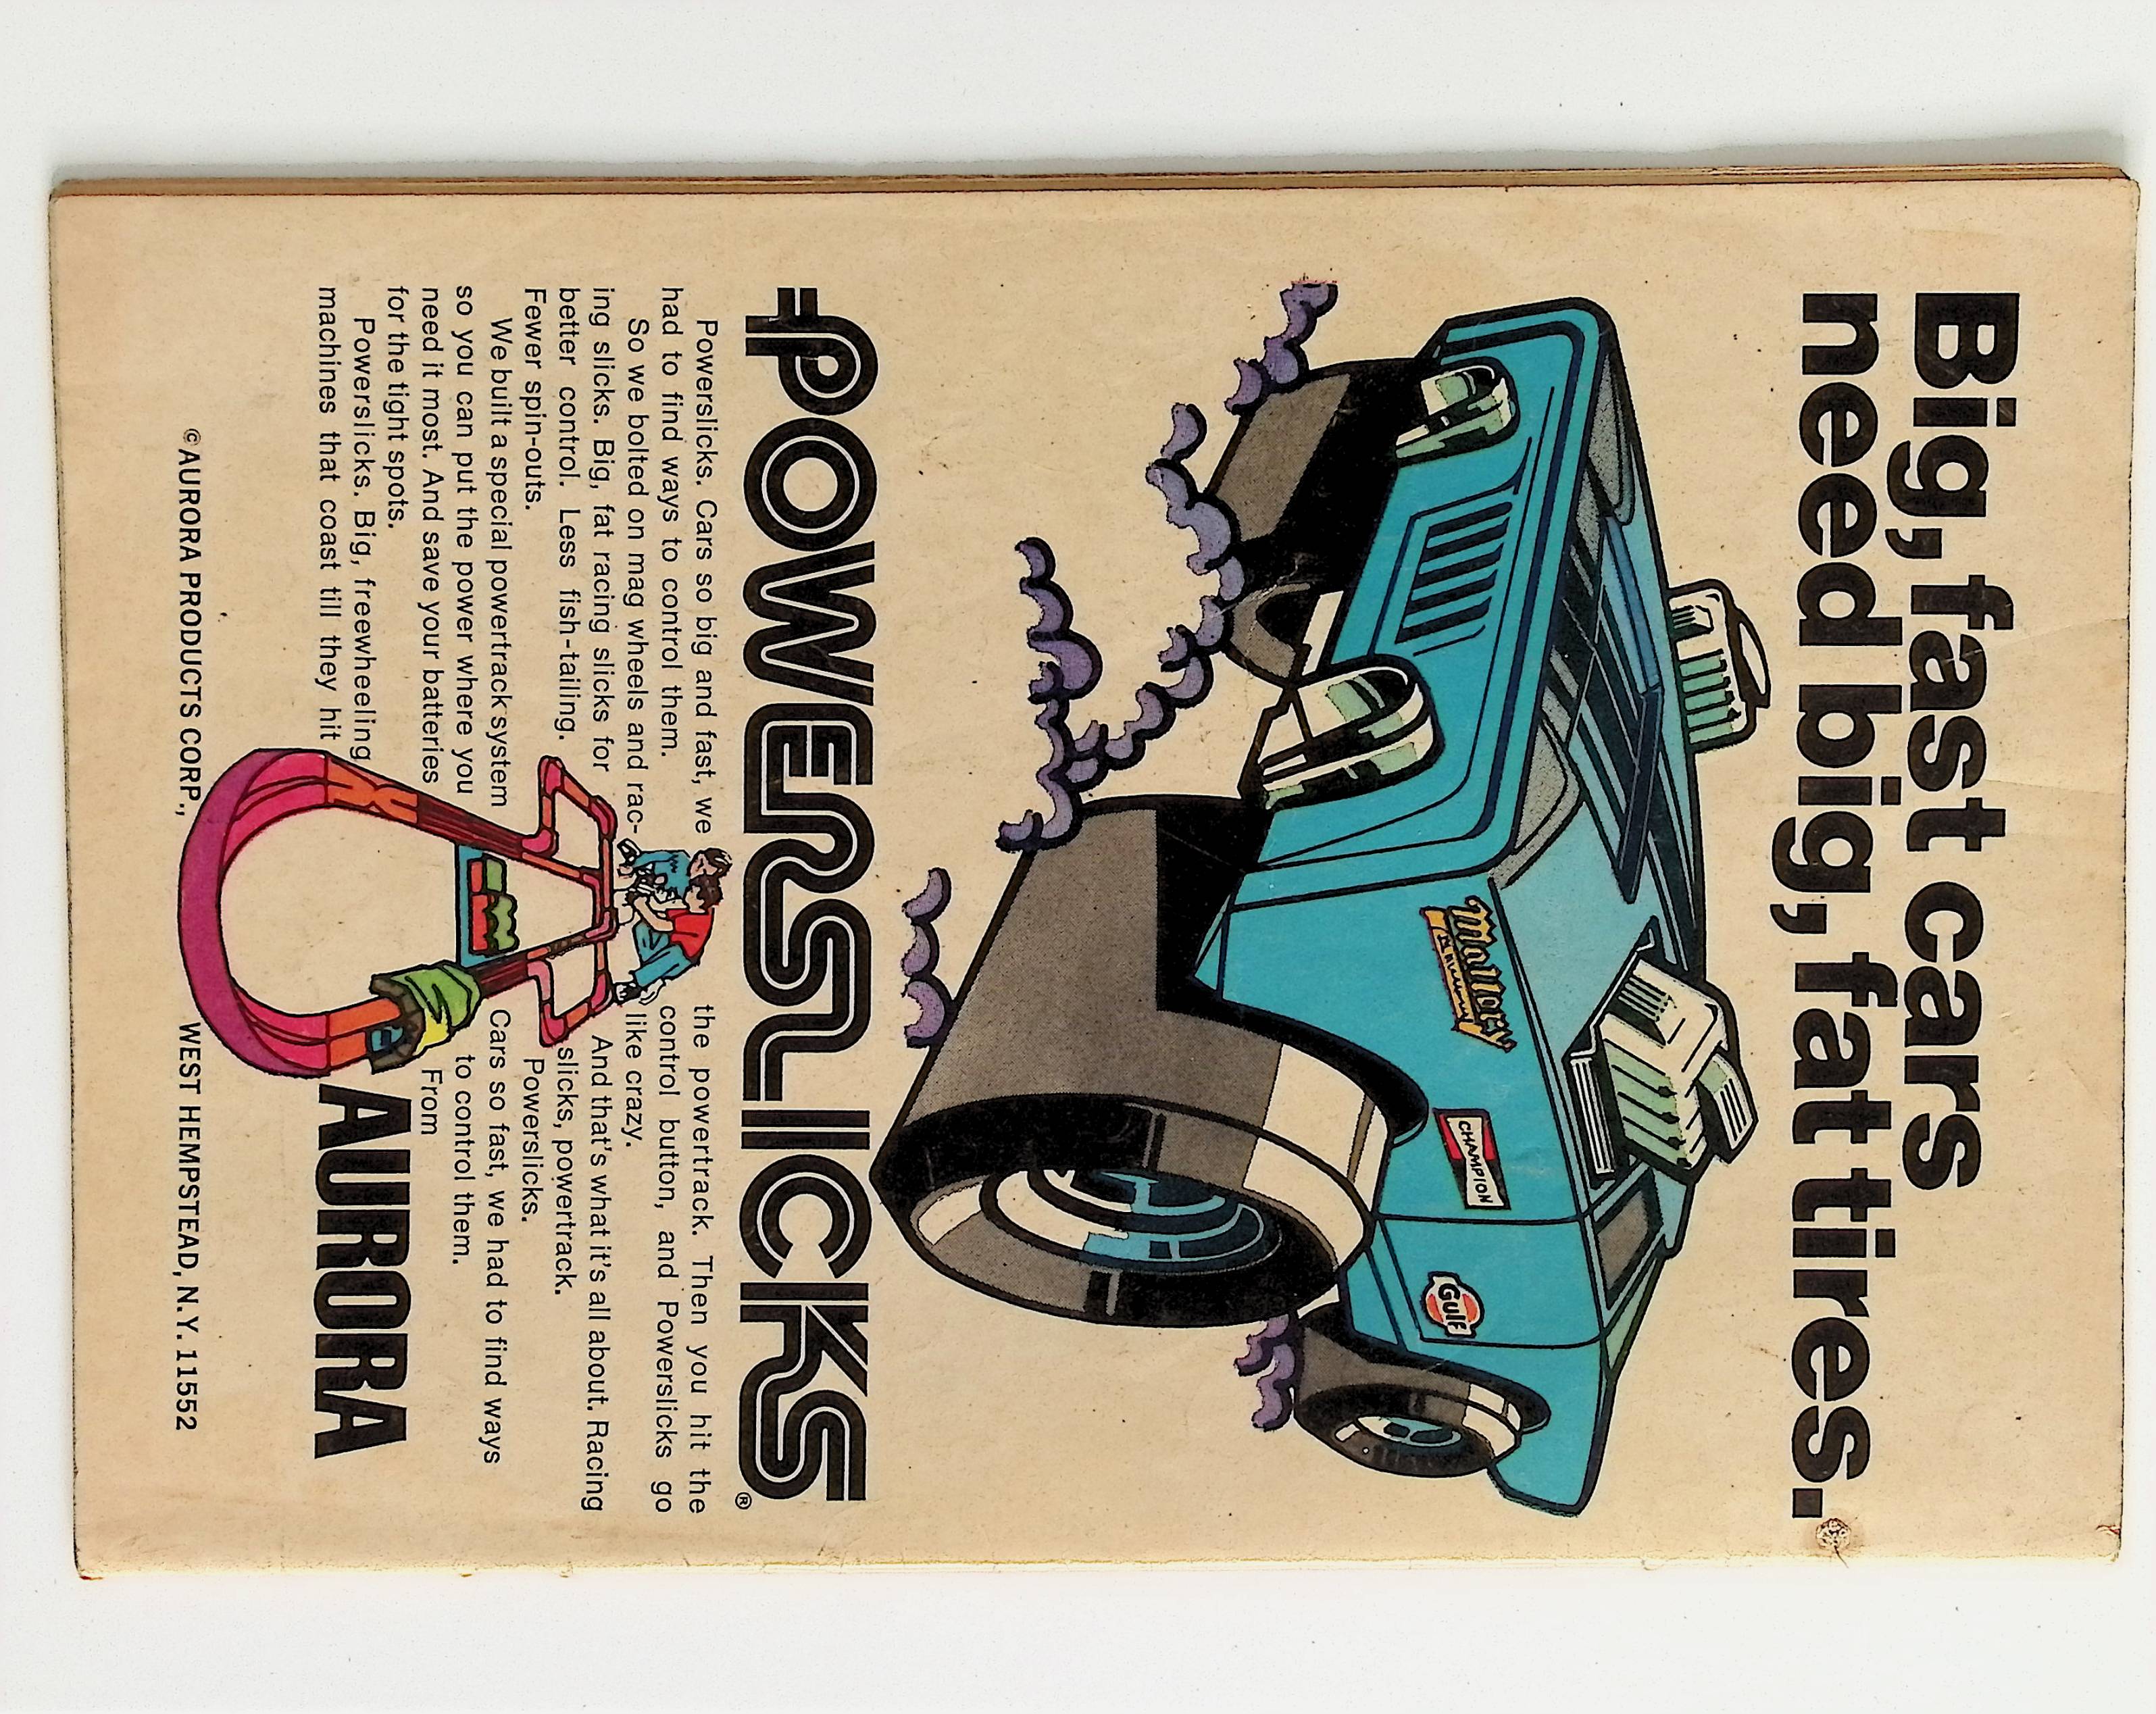 Big, fast cars
need big, fat tires.
Mallory
CHAMPION
Gulf
POWERSLICKS®
Powerslicks. Cars so big and fast, we
had to find ways to control them.
So we bolted on mag wheels and rac-
ing slicks. Big, fat racing slicks for
better control. Less fish-tailing.
Fewer spin-outs.
We built a special powertrack system
so you can put the power where you
need it most. And save your batteries
for the tight spots.
Powerslicks. Big, freewheeling
machines that coast till they hit
the powertrack. Then you hit the
control button, and Powerslicks go
like crazy.
And that's what it's all about. Racing
slicks, powertrack.
Powerslicks.
Cars so fast, we had to find ways
to control them.
From
AURORA
© AURORA PRODUCTS CORP., WEST HEMPSTEAD, N.Y. 11552